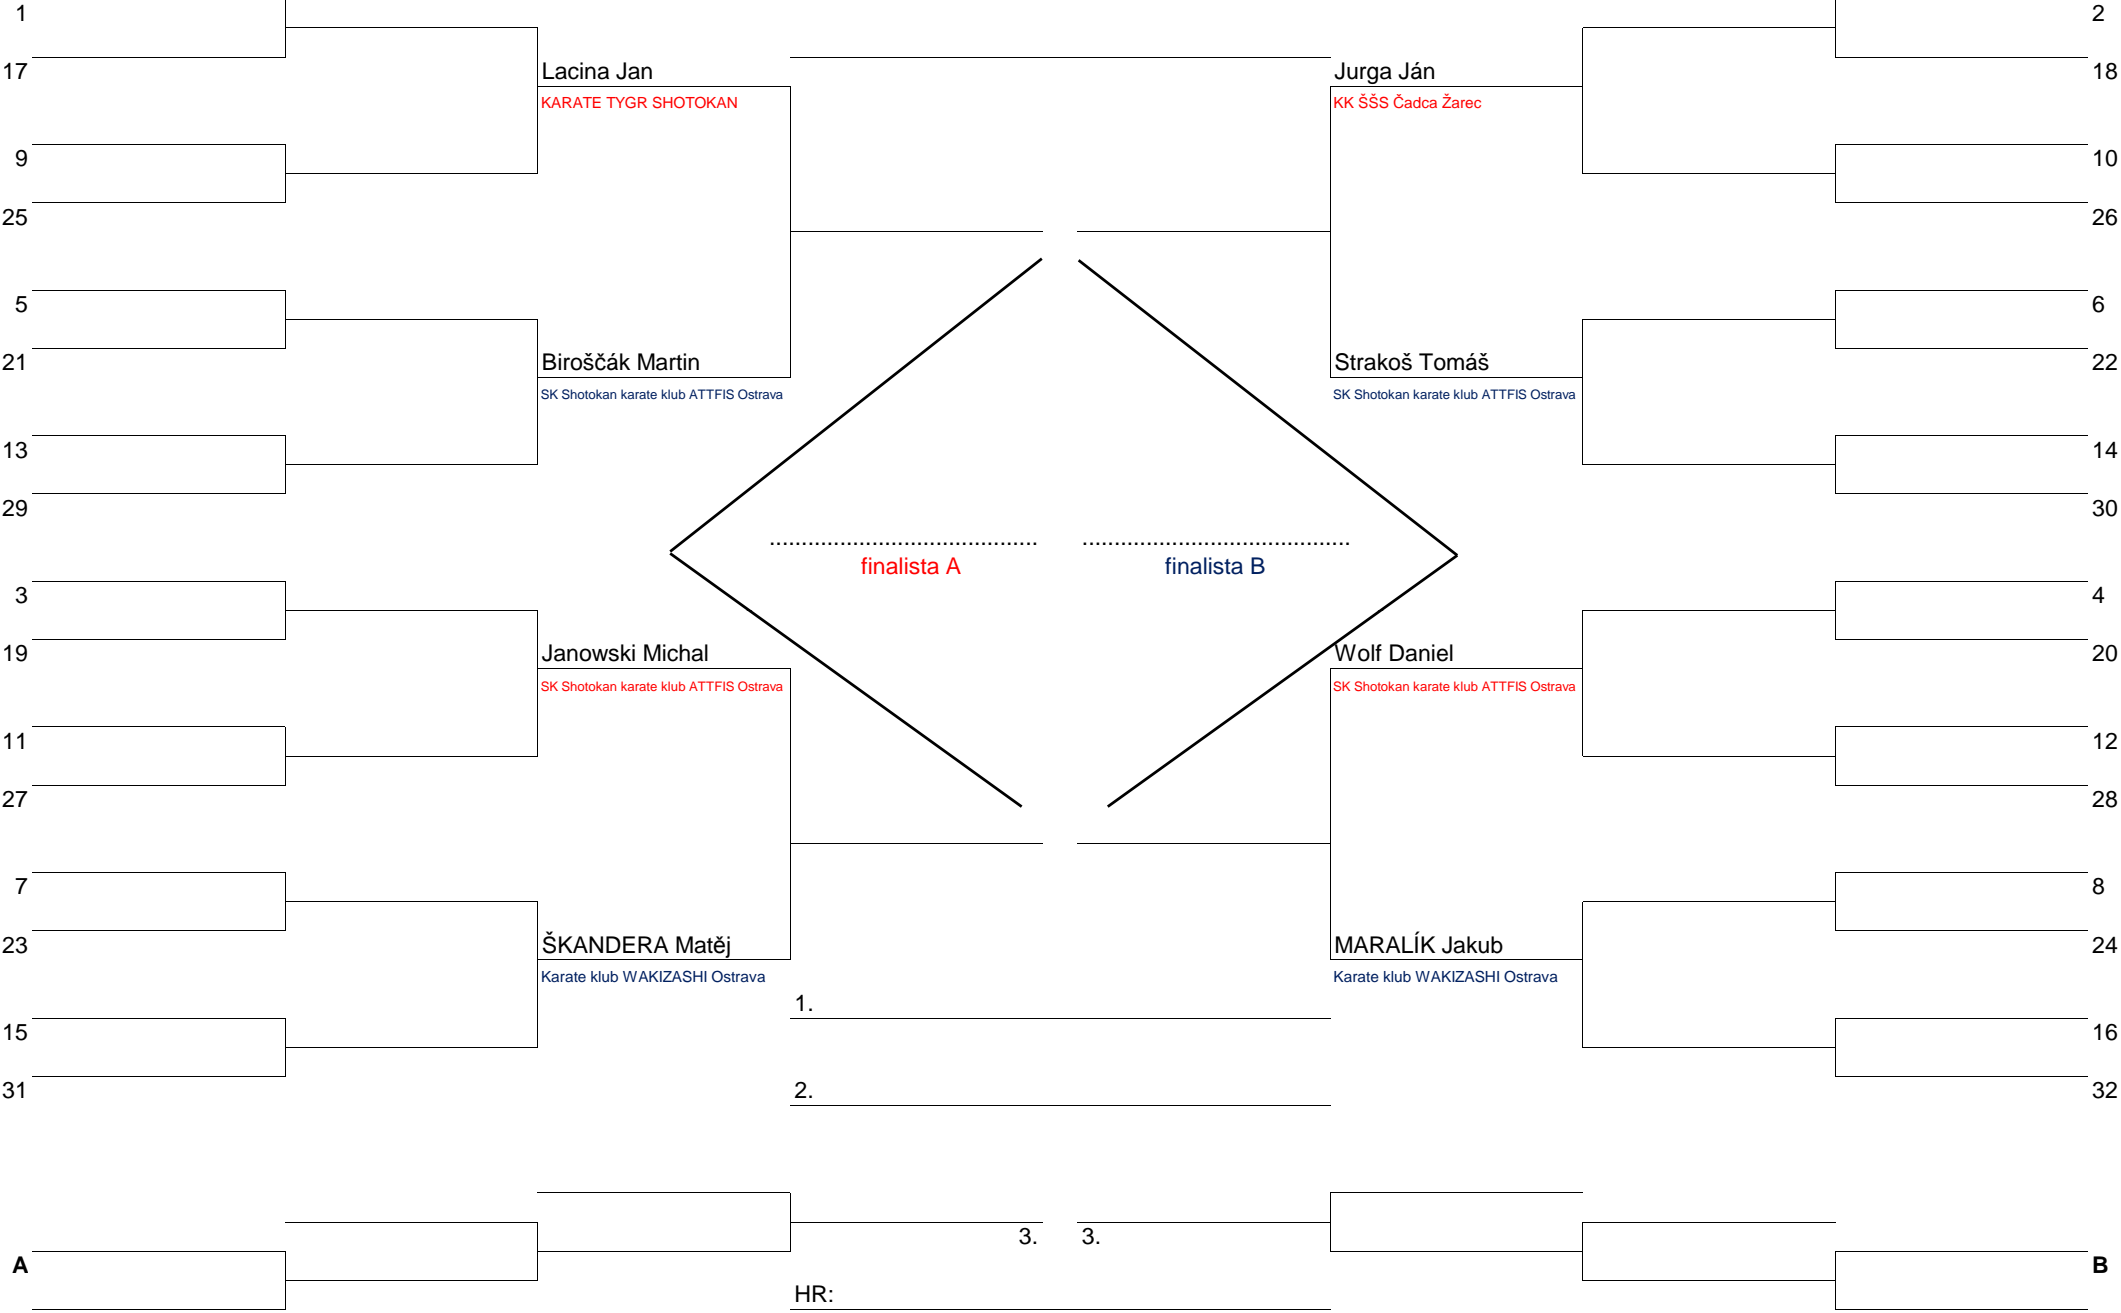 1
2
17
Lacina Jan
Jurga Ján
18
KARATE TYGR SHOTOKAN
KK ŠŠS Čadca Žarec
9
10
25
26
5
6
21
Biroščák Martin
Strakoš Tomáš
22
SK Shotokan karate klub ATTFIS Ostrava
SK Shotokan karate klub ATTFIS Ostrava
13
14
29
30
.......................................... ..........................................
finalista A
finalista B
3
4
19
Janowski Michal
Wolf Daniel
20
SK Shotokan karate klub ATTFIS Ostrava
SK Shotokan karate klub ATTFIS Ostrava
11
12
27
28
7
8
23
ŠKANDERA Matěj
MARALÍK Jakub
24
Karate klub WAKIZASHI Ostrava
Karate klub WAKIZASHI Ostrava
1.
15
16
31
2.
32
3.
3.
A
B
HR: